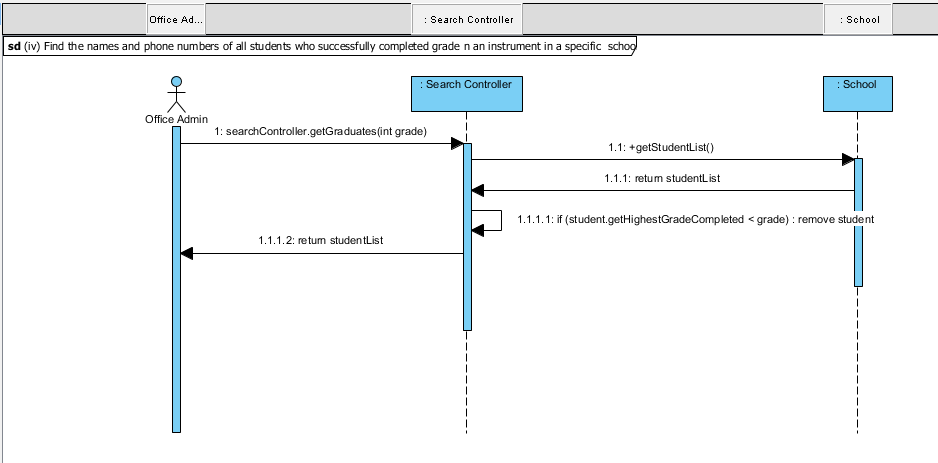 Office Ad...
: Search Controller
: School
sd (iv) Find the names and phone numbers of all students who successfully completed grade n an instrument in a specific schoo
: Search Controller
: School
Office Admin
1: searchController.getGraduates(int grade)
1.1: +getStudentList()
1.1.1: return studentList
1.1.1.1: if (student.getHighestGradeCompleted < grade) : remove student
1.1.1.2: return studentList